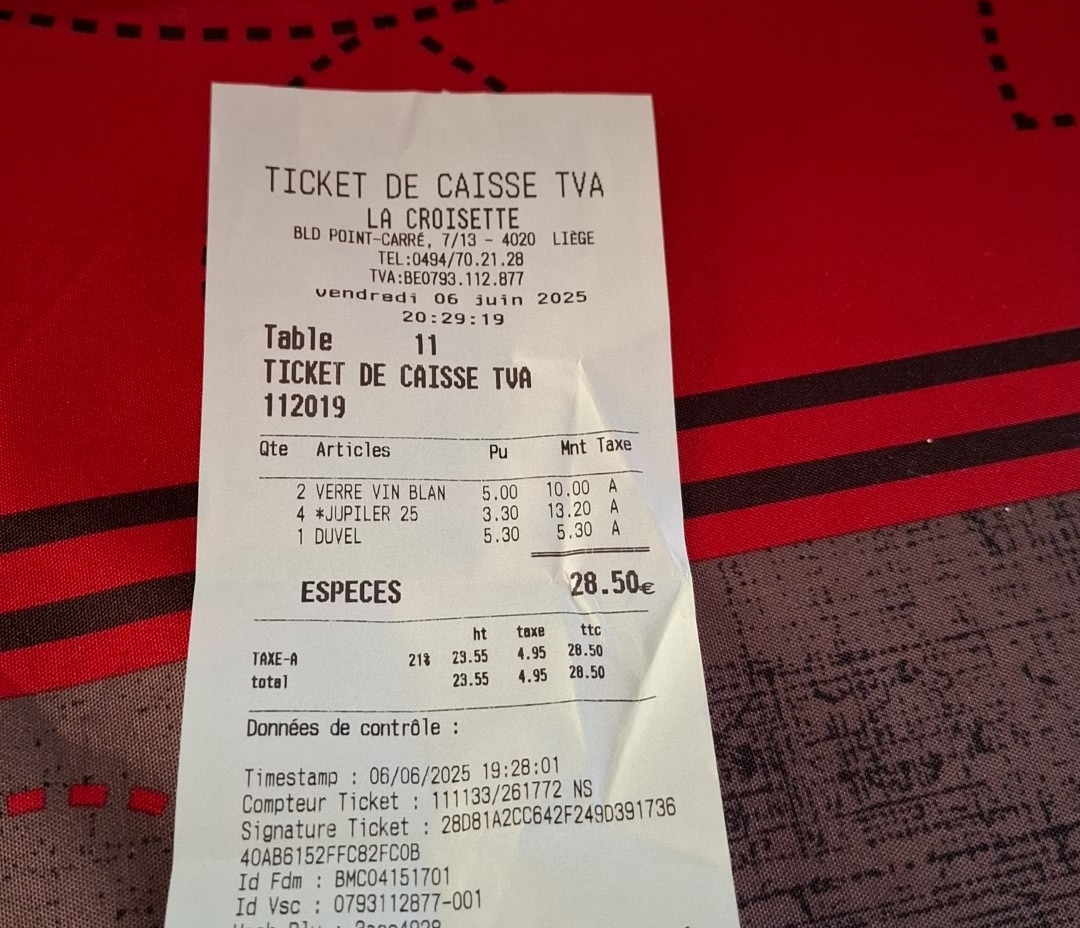 TICKET DE CAISSE TVA
LA CROISETTE
BLD POINT-CARRÉ, 7/13 - 4020 LIÈGE
TEL:0494/70.21.28
TVA:BE0793.112.877
vendredi 06 juin 2025
20:29:19
Table 11
TICKET DE CAISSE TVA
112019
Qte Articles Pu Mnt Taxe
2 VERRE VIN BLAN 5.00 10.00 A
4 *JUPILER 25 3.30 13.20 A
1 DUVEL 5.30 5.30 A
ESPECES 28.50€
ht taxe ttc
TAXE-A 21% 23.55 4.95 28.50
total 23.55 4.95 28.50
Données de contrôle :
Timestamp : 06/06/2025 19:28:01
Compteur Ticket : 111133/261772 NS
Signature Ticket : 28D81A2CC642F249D391736
40AB6152FFC82FC0B
Id Fdm : BMC04151701
Id Vsc : 0793112877-001